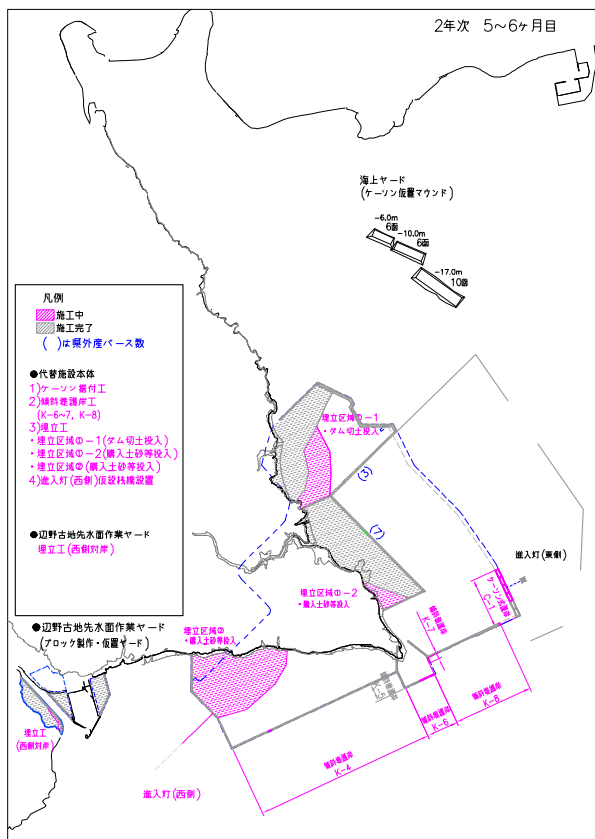 2年次 5～6ヶ月目
海上ヤード
(ケーソン仮置マウンド)
-6.0m
6函
-10.0m
6函
-17.0m
10函
凡例
施工中
施工完了
( )は県外産バース数
●代替施設本体
1)ケーソン据付工
2)傾斜堤護岸工
(K-6~7, K-8)
3)埋立工
・埋立区域①-1(ダム切土投入)
・埋立区域①-2(購入土砂等投入)
・埋立区域②(購入土砂等投入)
4)進入灯(西側)仮設桟橋設置
●辺野古地先水面作業ヤード
埋立工(西側対岸)
埋立区域①-1
・ダム切土投入
(3)
(7)
進入灯(東側)
ケーソン式護岸
C-1
埋立区域①-2
・購入土砂等投入
傾斜堤護岸
K-7
●辺野古地先水面作業ヤード
(ブロック製作・仮置ヤード)
埋立区域②
・購入土砂等投入
傾斜堤護岸
K-8
傾斜堤護岸
K-6
傾斜堤護岸
K-4
埋立工
(西側対岸)
進入灯(西側)